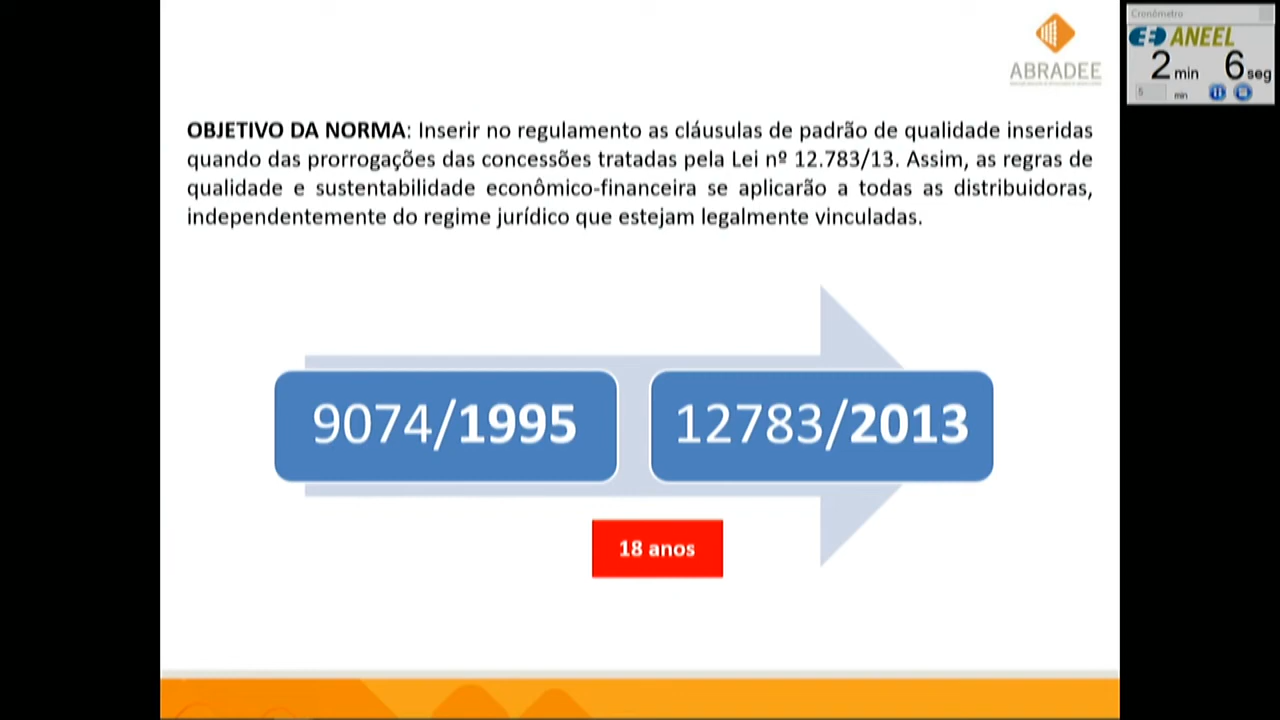 ABRADEE
Cronômetro
ANEEL
2 min 6 seg
5 min
OBJETIVO DA NORMA: Inserir no regulamento as cláusulas de padrão de qualidade inseridas
quando das prorrogações das concessões tratadas pela Lei nº 12.783/13. Assim, as regras de
qualidade e sustentabilidade econômico-financeira se aplicarão a todas as distribuidoras,
independentemente do regime jurídico que estejam legalmente vinculadas.
9074/1995
12783/2013
18 anos